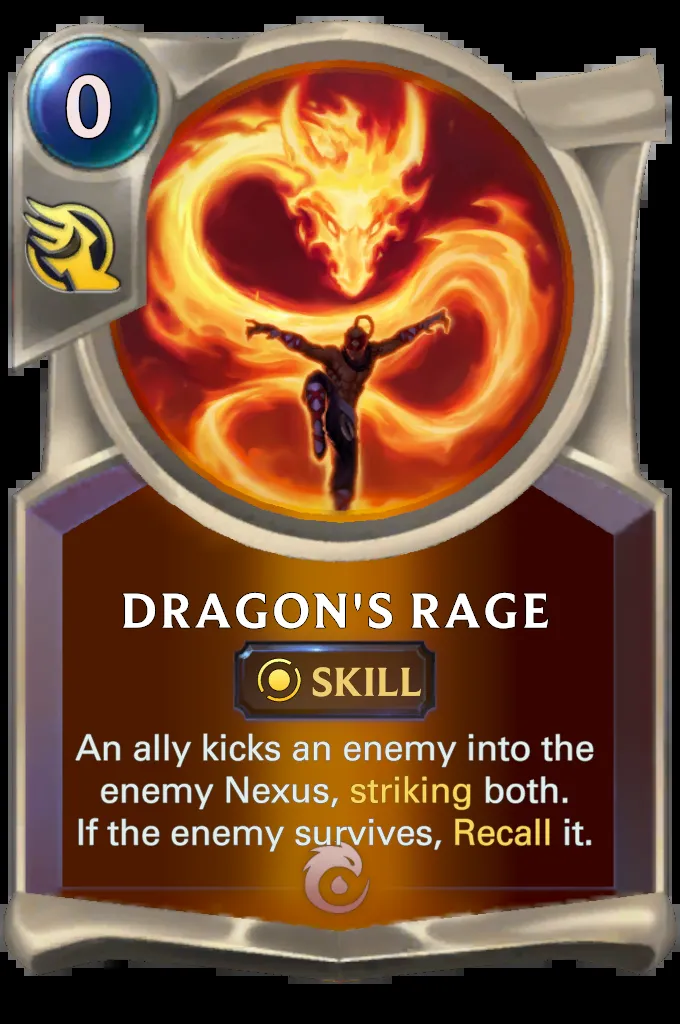 0
DRAGON'S RAGE
SKILL
An ally kicks an enemy into the
enemy Nexus, striking both.
If the enemy survives, Recall it.